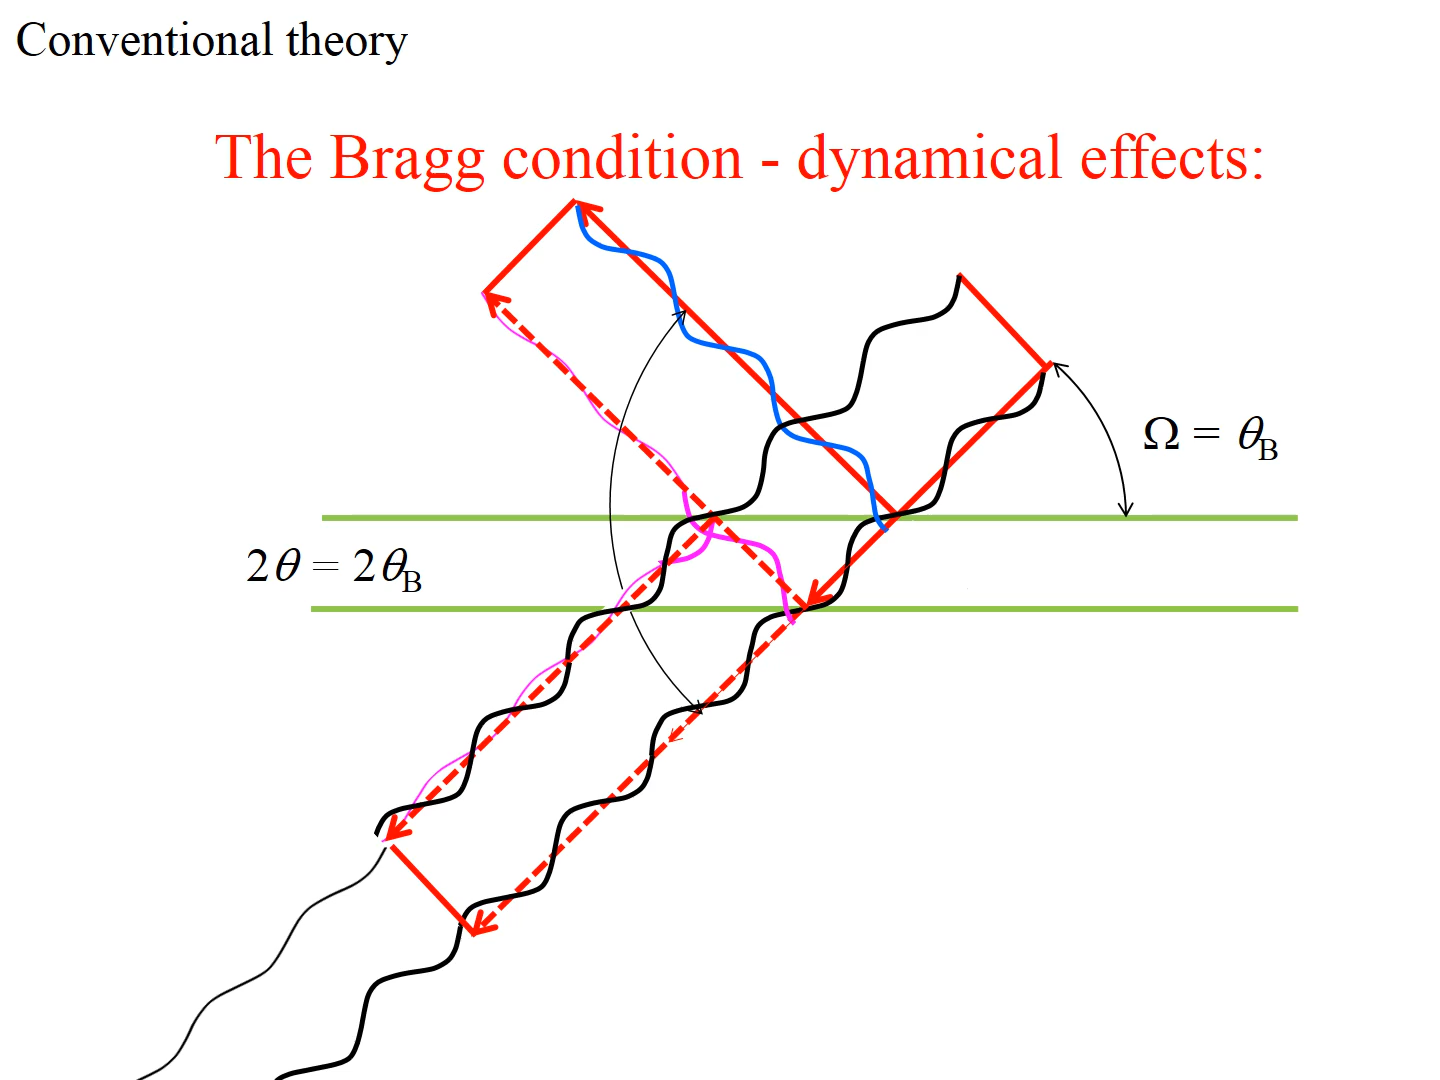 Conventional theory
The Bragg condition - dynamical effects:
Ω = θB
2θ = 2θB